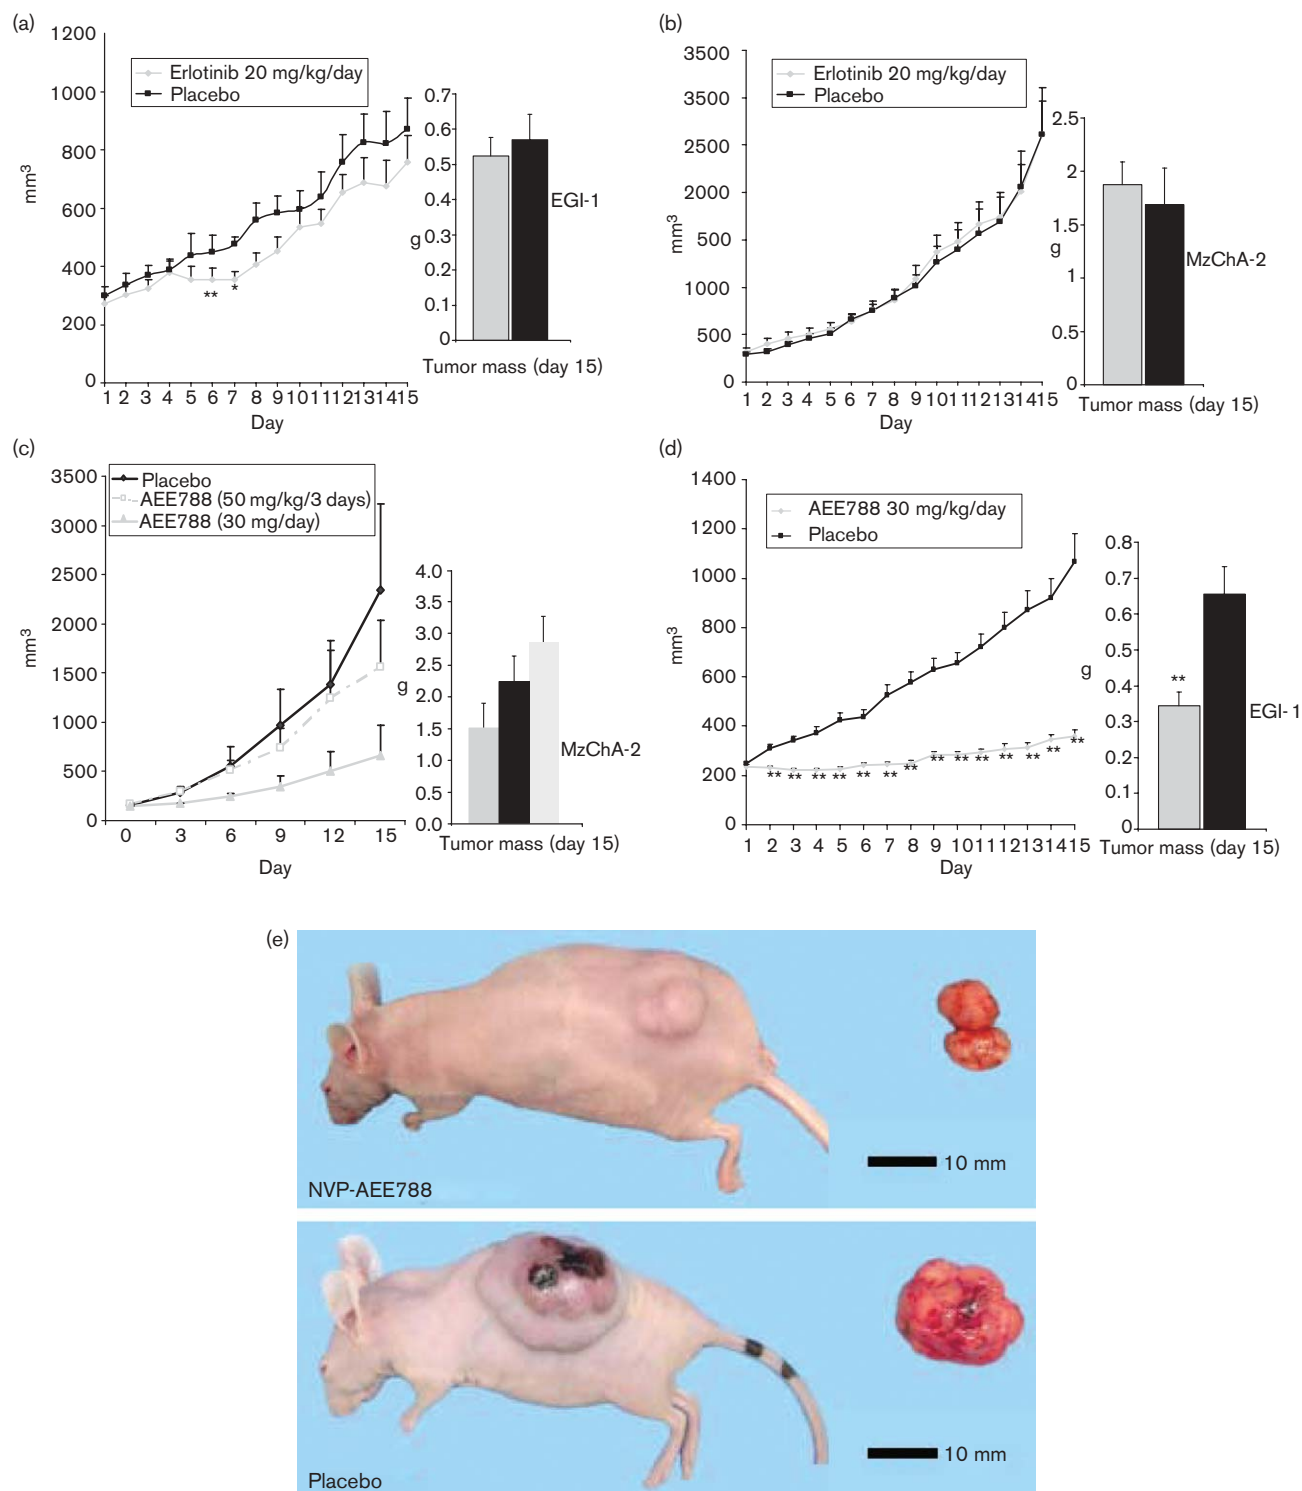 (a)
1200
1000
800
600
400
200
0
mm³
Erlotinib 20 mg/kg/day
Placebo
** *
1 2 3 4 5 6 7 8 9 10 11 12 13 14 15
Day
0.7
0.6
0.5
0.4
0.3
0.2
0.1
0
g
EGI-1
Tumor mass (day 15)
(b)
3500
3500
2500
2000
500
1000
500
0
mm³
Erlotinib 20 mg/kg/day
Placebo
1 2 3 4 5 6 7 8 9 10 11 12 13 14 15
Day
2.5
2
1.5
1
0.5
0
g
MzChA-2
Tumor mass (day 15)
(c)
3500
3000
2500
2000
1500
1000
500
0
mm³
Placebo
AEE788 (50 mg/kg/3 days)
AEE788 (30 mg/day)
0 3 6 9 12 15
Day
4.0
3.5
3.0
2.5
2.0
1.5
1.0
0.5
0.0
g
MzChA-2
Tumor mass (day 15)
(d)
1400
1200
1000
800
600
400
200
0
mm³
AEE788 30 mg/kg/day
Placebo
** ** ** ** ** ** ** ** ** ** ** ** ** **
1 2 3 4 5 6 7 8 9 10 11 12 13 14 15
Day
0.8
0.7
0.6
0.5
0.4
0.3
0.2
0.1
0
g
**
EGI-1
Tumor mass (day 15)
(e)
10 mm
NVP-AEE788
10 mm
Placebo